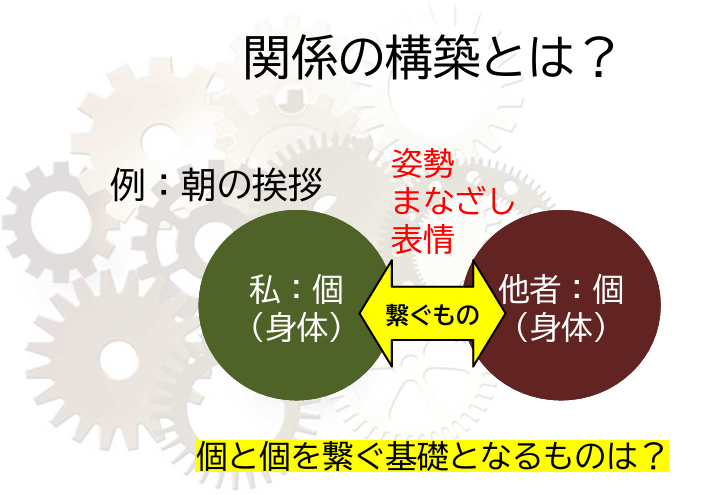 関係の構築とは？
例：朝の挨拶
姿勢
まなざし
表情
私：個
（身体）
繋ぐもの
他者：個
（身体）
個と個を繋ぐ基礎となるものは？